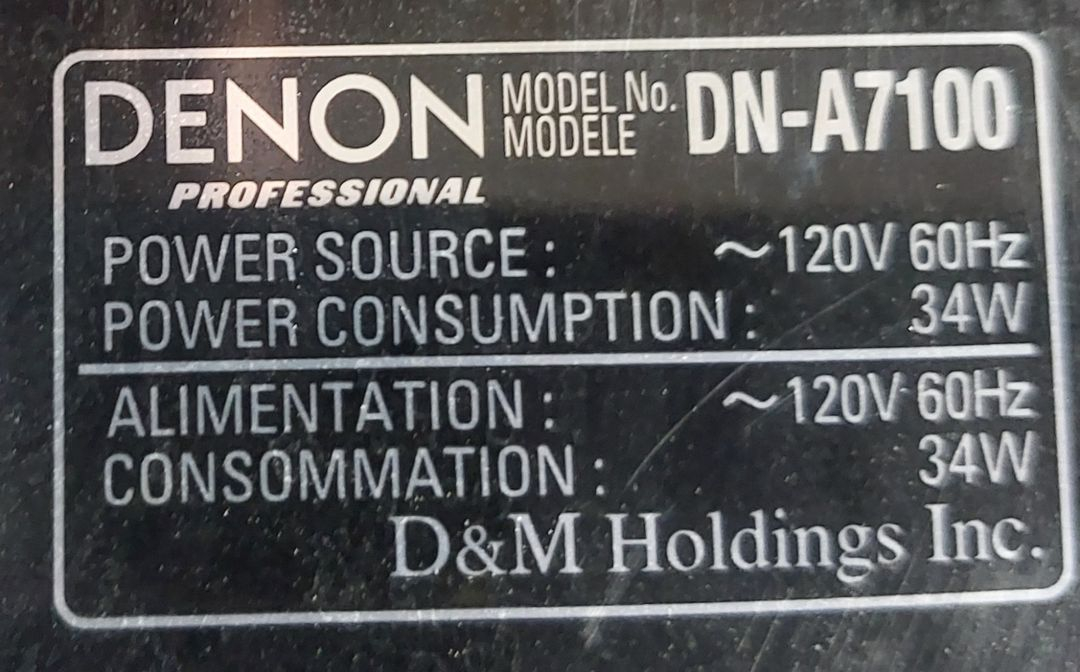 DENON MODEL No. DN-A7100
MODELE
PROFESSIONAL
POWER SOURCE : ~120V 60Hz
POWER CONSUMPTION : 34W
ALIMENTATION : ~120V 60Hz
CONSOMMATION : 34W
D&M Holdings Inc.